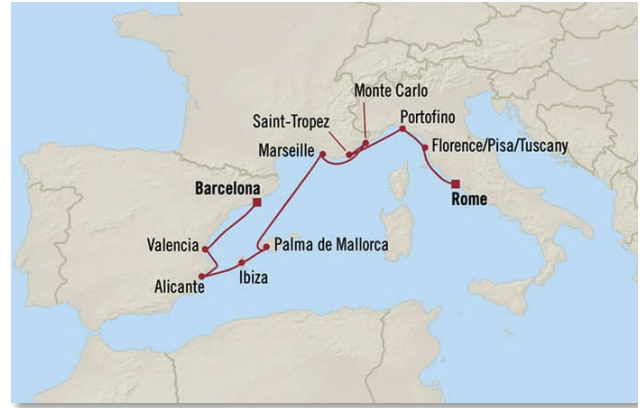 Monte Carlo
Saint-Tropez
Portofino
Marseille
Florence/Pisa/Tuscany
Barcelona
Rome
Valencia
Palma de Mallorca
Ibiza
Alicante